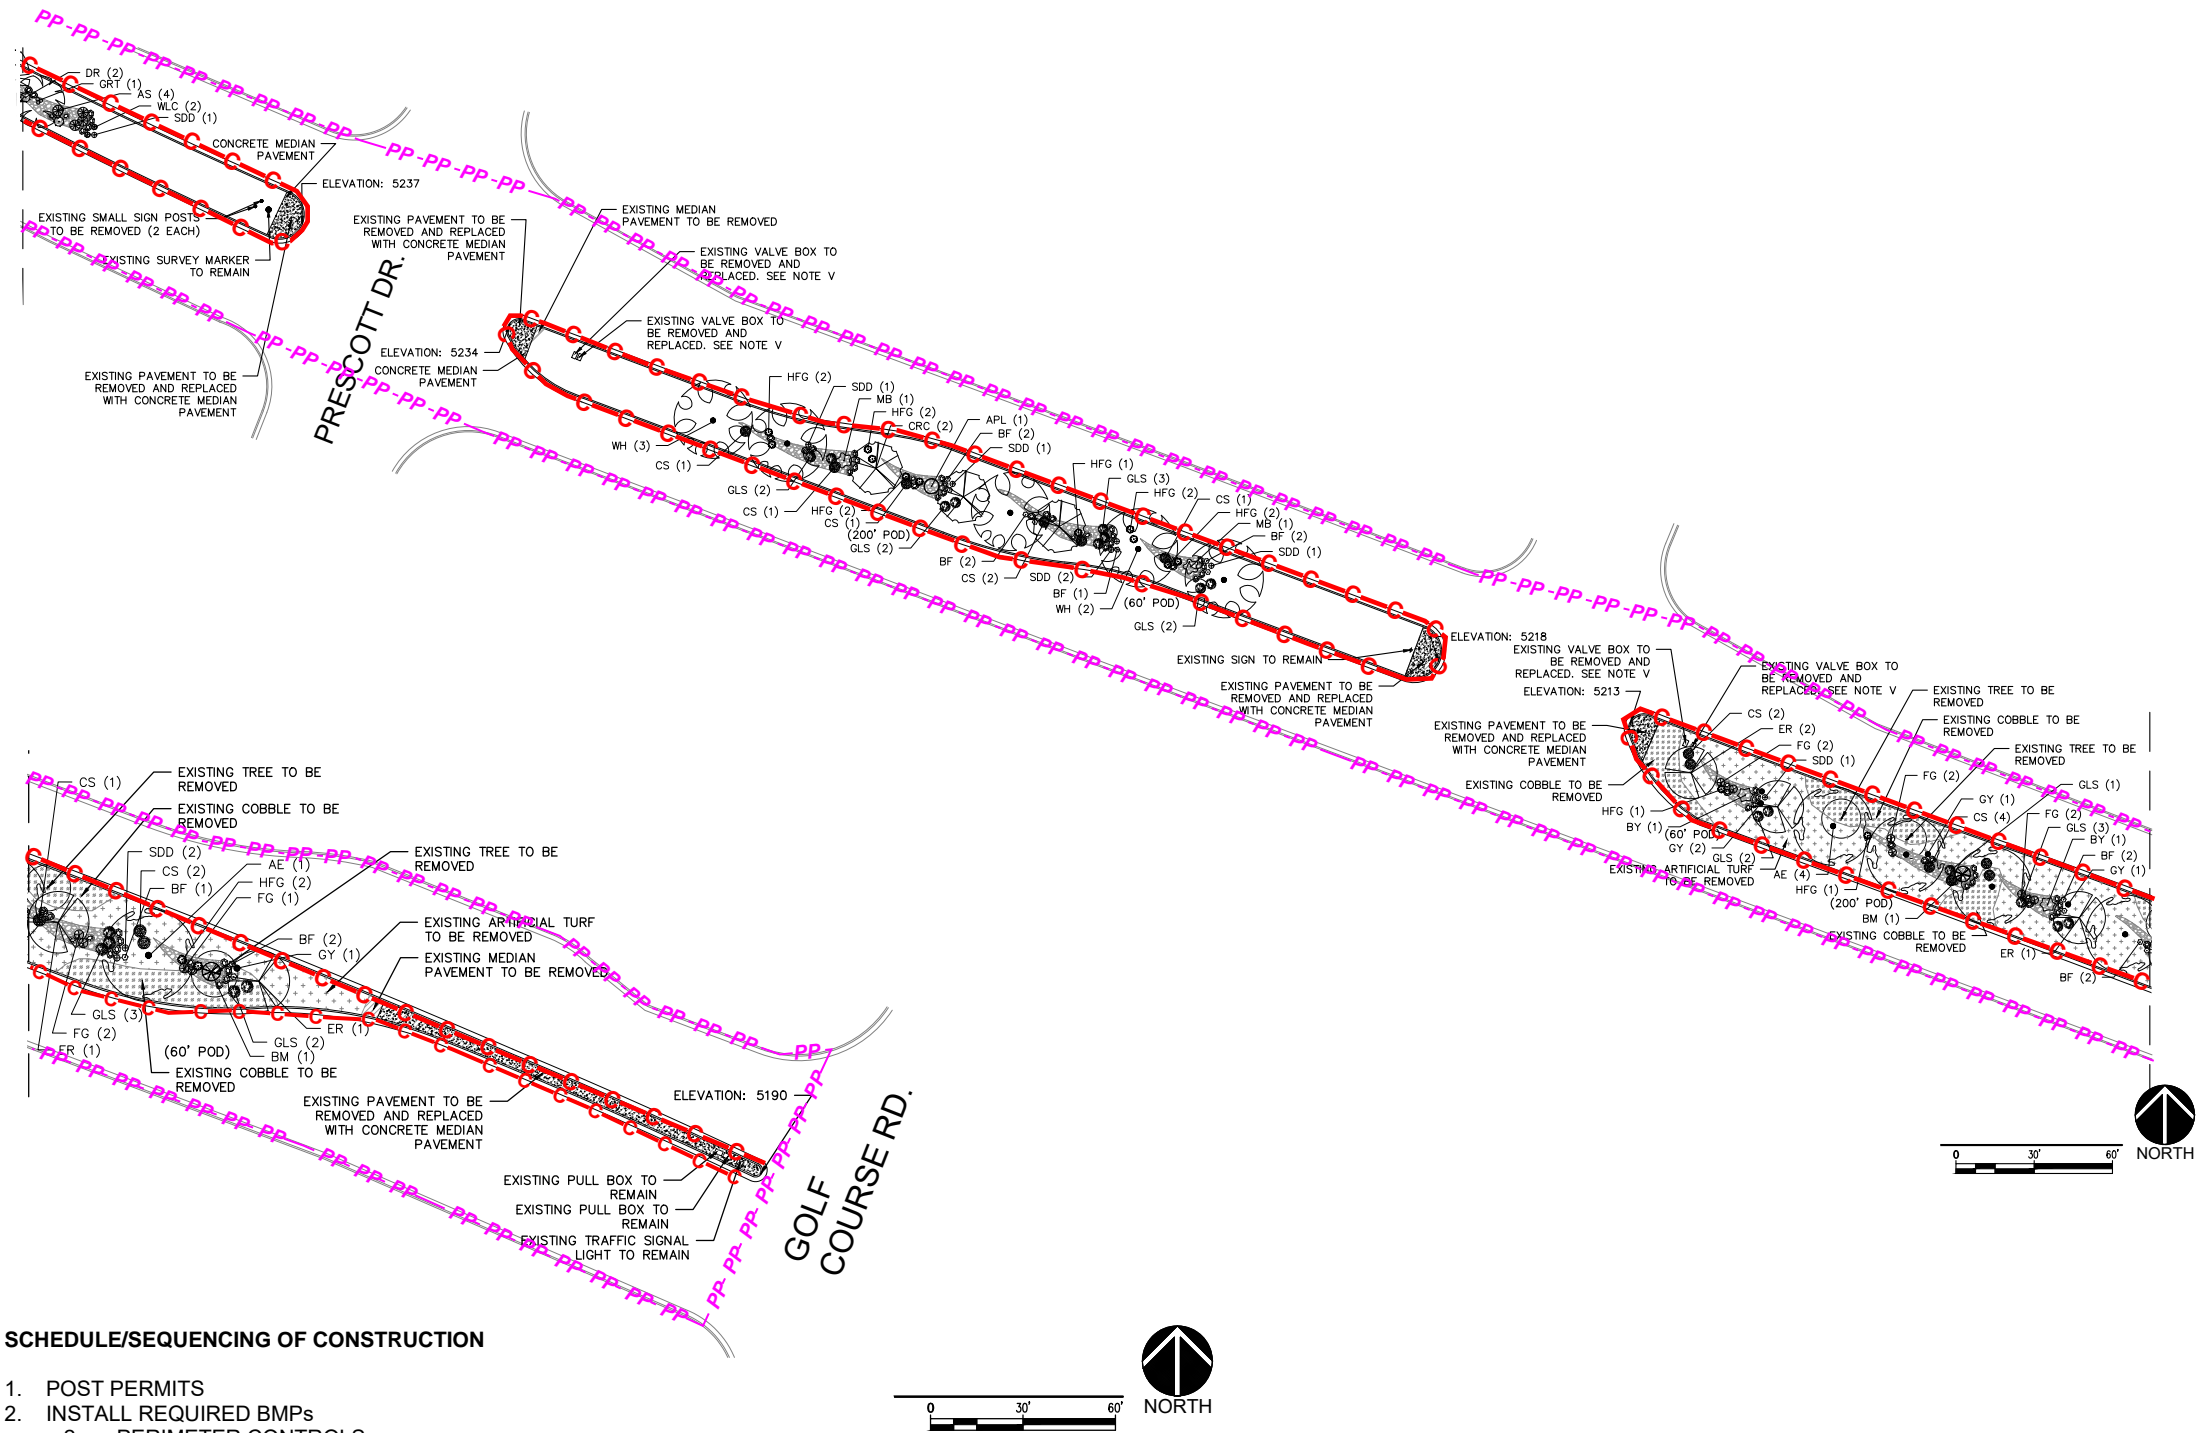 DR (2)
GRT (1)
AS (4)
WLC (2)
SDD (1)
CONCRETE MEDIAN
PAVEMENT
ELEVATION: 5237
EXISTING SMALL SIGN POSTS
TO BE REMOVED (2 EACH)
EXISTING SURVEY MARKER
TO REMAIN
EXISTING PAVEMENT TO BE
REMOVED AND REPLACED
WITH CONCRETE MEDIAN
PAVEMENT
PRESCOTT DR.
EXISTING PAVEMENT TO BE
REMOVED AND REPLACED
WITH CONCRETE MEDIAN
PAVEMENT
EXISTING MEDIAN
PAVEMENT TO BE REMOVED
EXISTING VALVE BOX TO
BE REMOVED AND
REPLACED. SEE NOTE V
EXISTING VALVE BOX TO
BE REMOVED AND
REPLACED. SEE NOTE V
ELEVATION: 5234
CONCRETE MEDIAN
PAVEMENT
HFG (2)
SDD (1)
MB (1)
HFG (2)
CRC (2)
APL (1)
BF (2)
SDD (1)
HFG (1)
GLS (3)
HFG (2)
CS (1)
HFG (2)
MB (1)
BF (2)
SDD (1)
WH (3)
CS (1)
GLS (2)
CS (1)
HFG (2)
CS (1)
(200' POD)
GLS (2)
BF (2)
CS (2)
SDD (2)
BF (1)
WH (2)
(60' POD)
GLS (2)
EXISTING SIGN TO REMAIN
EXISTING PAVEMENT TO BE
REMOVED AND REPLACED
WITH CONCRETE MEDIAN
PAVEMENT
ELEVATION: 5218
EXISTING VALVE BOX TO
BE REMOVED AND
REPLACED. SEE NOTE V
ELEVATION: 5213
EXISTING PAVEMENT TO BE
REMOVED AND REPLACED
WITH CONCRETE MEDIAN
PAVEMENT
EXISTING COBBLE TO BE
REMOVED
EXISTING VALVE BOX TO
BE REMOVED AND
REPLACED. SEE NOTE V
CS (2)
ER (2)
FG (2)
SDD (1)
EXISTING TREE TO BE
REMOVED
EXISTING COBBLE TO BE
REMOVED
EXISTING TREE TO BE
REMOVED
FG (2)
GLS (1)
GY (1)
CS (4)
FG (2)
GLS (3)
BY (1)
BF (2)
GY (1)
HFG (1)
BY (1)
(60' POD)
GY (2)
GLS (2)
EXISTING ARTIFICIAL TURF
TO BE REMOVED
AE (4)
HFG (1)
(200' POD)
BM (1)
EXISTING COBBLE TO BE
REMOVED
ER (1)
BF (2)
0 30' 60'
NORTH
CS (1)
EXISTING TREE TO BE
REMOVED
EXISTING COBBLE TO BE
REMOVED
SDD (2)
CS (2)
BF (1)
AE (1)
HFG (2)
FG (1)
EXISTING TREE TO BE
REMOVED
EXISTING ARTIFICIAL TURF
TO BE REMOVED
BF (2)
GY (1)
EXISTING MEDIAN
PAVEMENT TO BE REMOVED
GLS (3)
FG (2)
ER (1)
(60' POD)
EXISTING COBBLE TO BE
REMOVED
ER (1)
GLS (2)
BM (1)
EXISTING PAVEMENT TO BE
REMOVED AND REPLACED
WITH CONCRETE MEDIAN
PAVEMENT
ELEVATION: 5190
EXISTING PULL BOX TO
REMAIN
EXISTING PULL BOX TO
REMAIN
EXISTING TRAFFIC SIGNAL
LIGHT TO REMAIN
GOLF
COURSE RD.
SCHEDULE/SEQUENCING OF CONSTRUCTION
1. POST PERMITS
2. INSTALL REQUIRED BMPs
0 30' 60'
NORTH